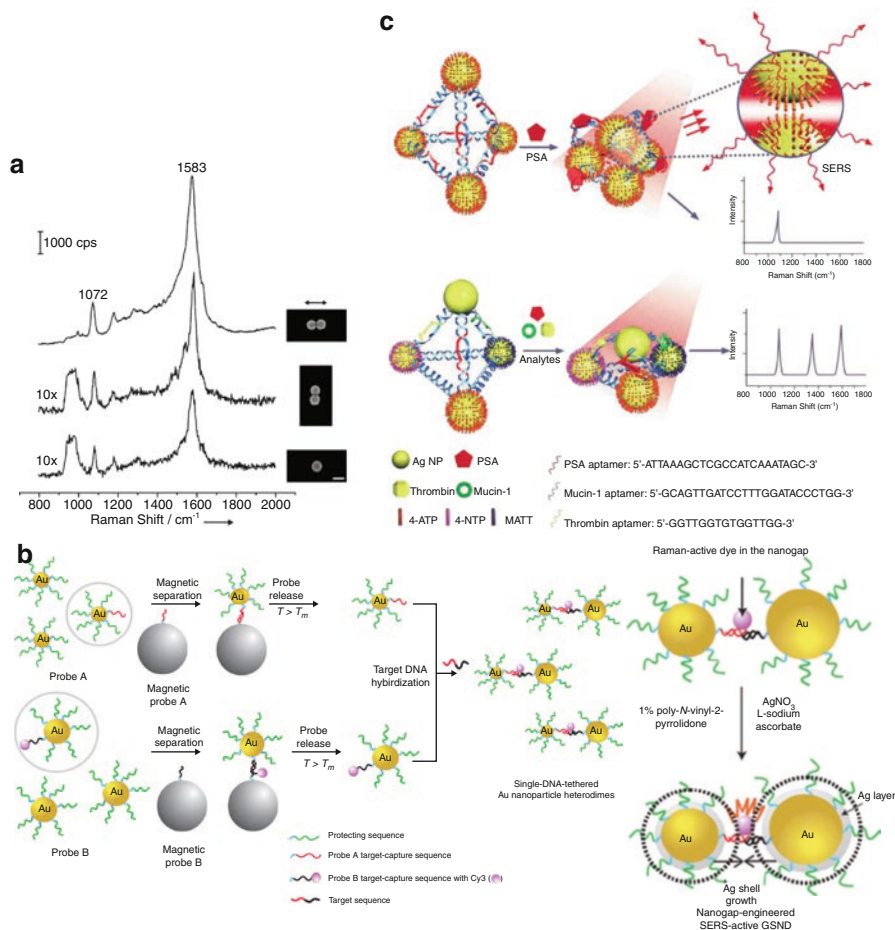 a
1583
1000 cps
1072
10x
10x
800 1000 1200 1400 1600 1800 2000
Raman Shift / cm-1
c
PSA
SERS
Intensity
800 1000 1200 1400 1600 1800
Raman Shift (cm-1)
Analytes
Intensity
800 1000 1200 1400 1600 1800
Raman Shift (cm-1)
Ag NP
PSA
Thrombin
Mucin-1
4-ATP
4-NTP
MATT
PSA aptamer: 5'-ATTAAAGCTCGCCATCAAATAGC-3'
Mucin-1 aptamer: 5'-GCAGTTGATCCTTTGGATACCCTGG-3'
Thrombin aptamer: 5'-GGTTGGTGTGGTTGG-3'
b
Au
Au
Au
Probe A
Magnetic
separation
Magnetic
probe A
Au
Probe
release
T > Tm
Au
Au
Au
Au
Probe B
Magnetic
separation
Magnetic
probe B
Au
Probe
release
T > Tm
Au
Target DNA
hybirdization
Au
Au
Au
Au
Au
Au
Single-DNA-tethered
Au nanoparticle heterodimes
Protecting sequence
Probe A target-capture sequence
Probe B target-capture sequence with Cy3 ( )
Target sequence
Raman-active dye in the nanogap
Au
Au
1% poly-N-vinyl-2-
pyrrolidone
AgNO3
L-sodium
ascorbate
Ag layer
Au
Au
Ag shell
growth
Nanogap-engineered
SERS-active GSND